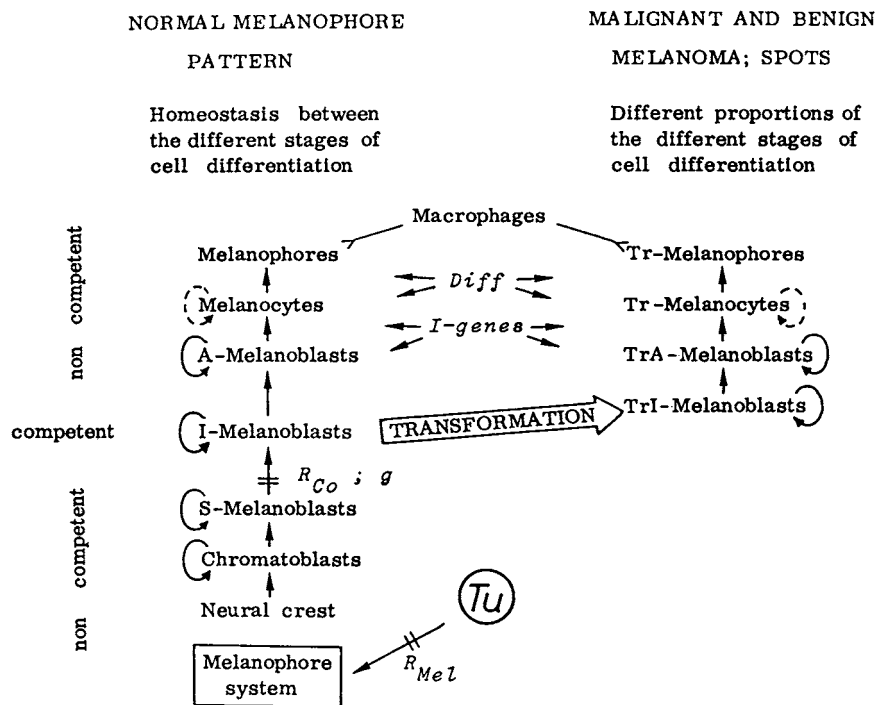 NORMAL MELANOPHORE
PATTERN
MALIGNANT AND BENIGN
MELANOMA; SPOTS
Homeostasis between
the different stages of
cell differentiation
Different proportions of
the different stages of
cell differentiation
Macrophages
Melanophores
Tr-Melanophores
Diff
Melanocytes
Tr-Melanocytes
I-genes
A-Melanoblasts
TrA-Melanoblasts
non competent
TrI-Melanoblasts
TRANSFORMATION
competent
I-Melanoblasts
R_Co ; g
S-Melanoblasts
Chromatoblasts
Neural crest
non competent
Tu
R_Mel
Melanophore
system